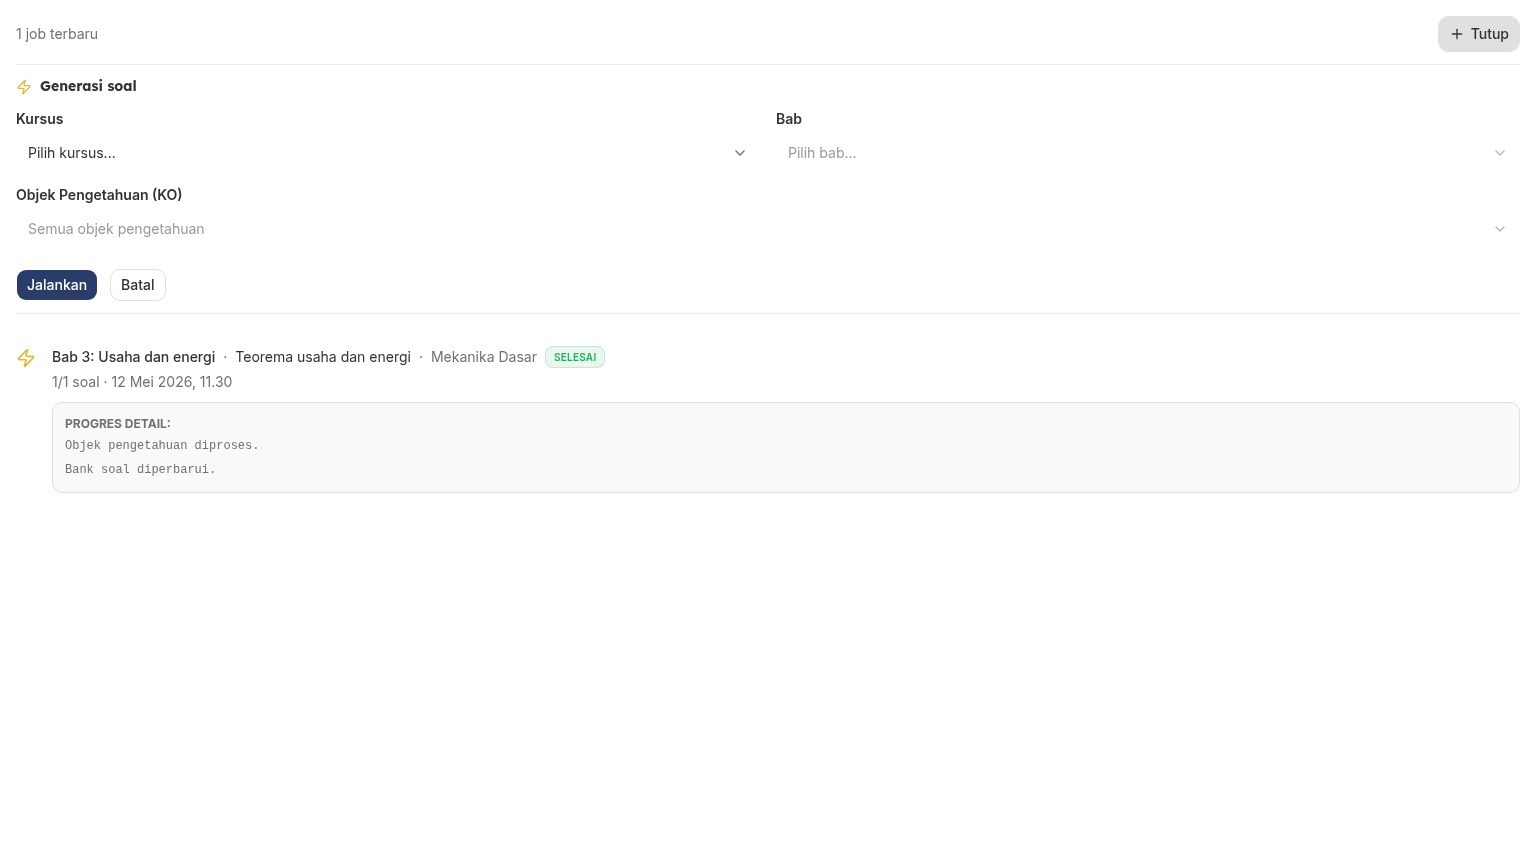 1 job terbaru
Tutup
Generasi soal
Kursus
Bab
Pilih kursus...
Pilih bab...
Objek Pengetahuan (KO)
Semua objek pengetahuan
Jalankan
Batal
Bab 3: Usaha dan energi · Teorema usaha dan energi · Mekanika Dasar SELESAI
1/1 soal · 12 Mei 2026, 11.30
PROGRES DETAIL:
Objek pengetahuan diproses.
Bank soal diperbarui.